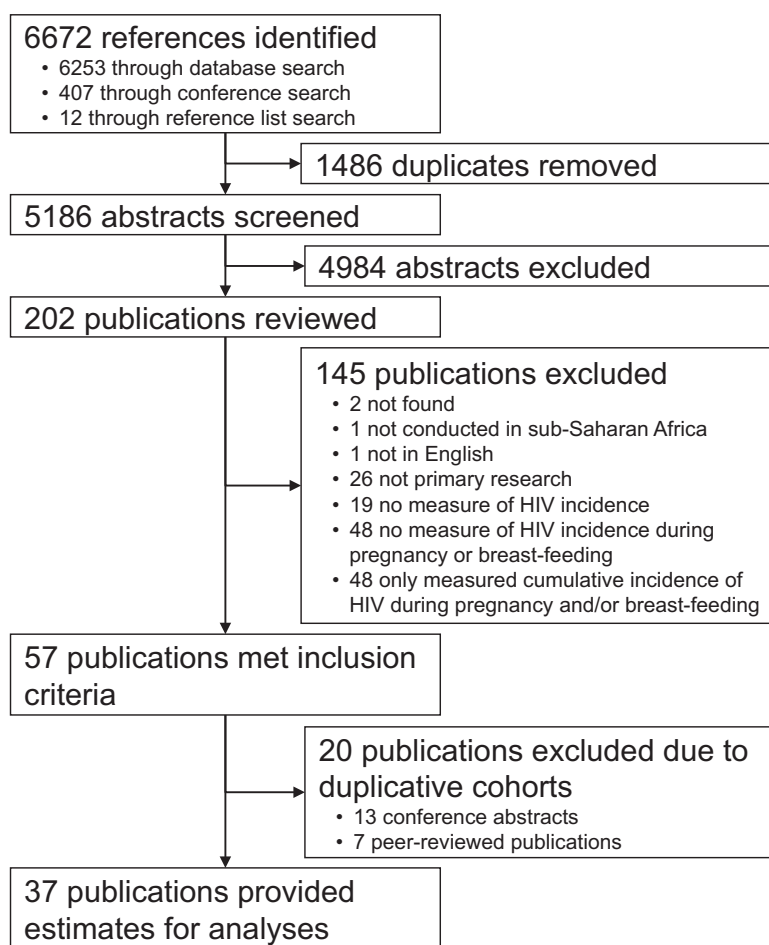 6672 references identified
• 6253 through database search
• 407 through conference search
• 12 through reference list search
1486 duplicates removed
5186 abstracts screened
4984 abstracts excluded
202 publications reviewed
145 publications excluded
• 2 not found
• 1 not conducted in sub-Saharan Africa
• 1 not in English
• 26 not primary research
• 19 no measure of HIV incidence
• 48 no measure of HIV incidence during
pregnancy or breast-feeding
• 48 only measured cumulative incidence of
HIV during pregnancy and/or breast-feeding
57 publications met inclusion
criteria
20 publications excluded due to
duplicative cohorts
• 13 conference abstracts
• 7 peer-reviewed publications
37 publications provided
estimates for analyses